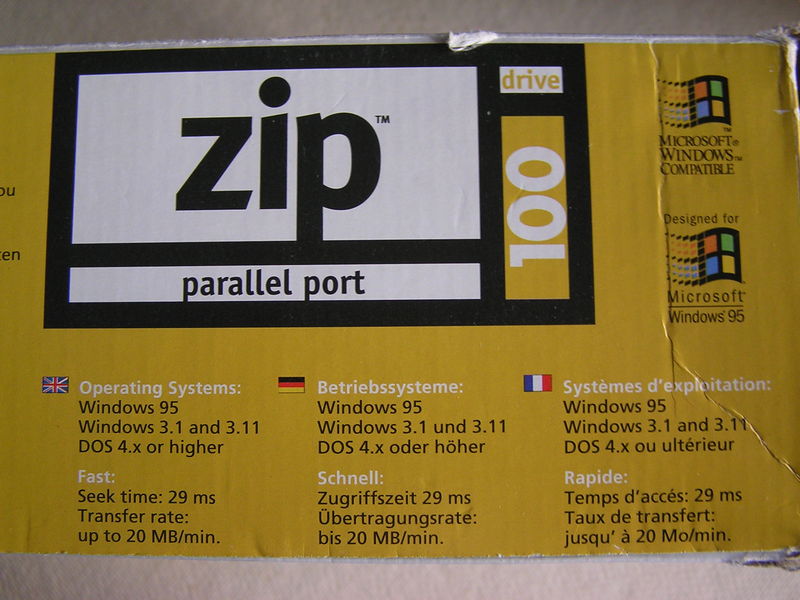 zip™
drive
100
parallel port
MICROSOFT®
WINDOWS™
COMPATIBLE
Designed for
Microsoft®
Windows®95
ou
ten
Operating Systems:
Windows 95
Windows 3.1 and 3.11
DOS 4.x or higher
Fast:
Seek time: 29 ms
Transfer rate:
up to 20 MB/min.
Betriebssysteme:
Windows 95
Windows 3.1 und 3.11
DOS 4.x oder höher
Schnell:
Zugriffszeit 29 ms
Übertragungsrate:
bis 20 MB/min.
Systèmes d'exploitation:
Windows 95
Windows 3.1 and 3.11
DOS 4.x ou ultérieur
Rapide:
Temps d'accés: 29 ms
Taux de transfert:
jusqu' à 20 Mo/min.